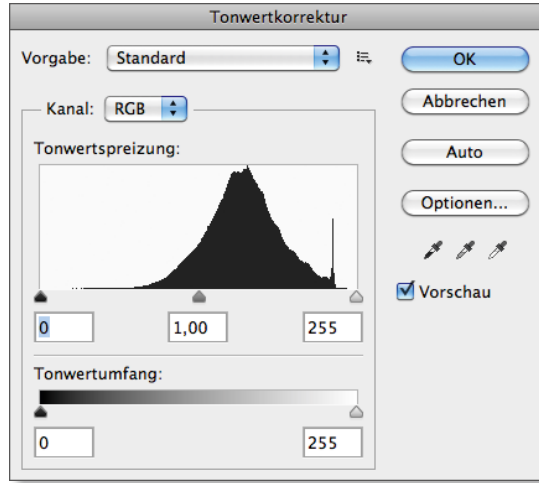 Tonwertkorrektur
Vorgabe: Standard
OK
Kanal: RGB
Abbrechen
Tonwertspreizung:
Auto
Optionen...
Vorschau
0 1,00 255
Tonwertumfang:
0 255